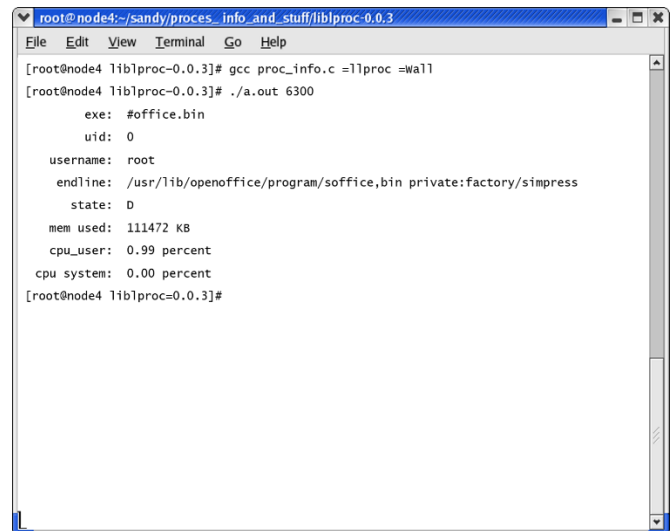 root@node4:~/sandy/proces_ info_and_stuff/liblproc-0.0.3
File Edit View Terminal Go Help
[root@node4 liblproc-0.0.3]# gcc proc_info.c =llproc =Wall
[root@node4 liblproc-0.0.3]# ./a.out 6300
exe: #office.bin
uid: 0
username: root
endline: /usr/lib/openoffice/program/soffice,bin private:factory/simpress
state: D
mem used: 111472 KB
cpu_user: 0.99 percent
cpu system: 0.00 percent
[root@node4 liblproc=0.0.3]#